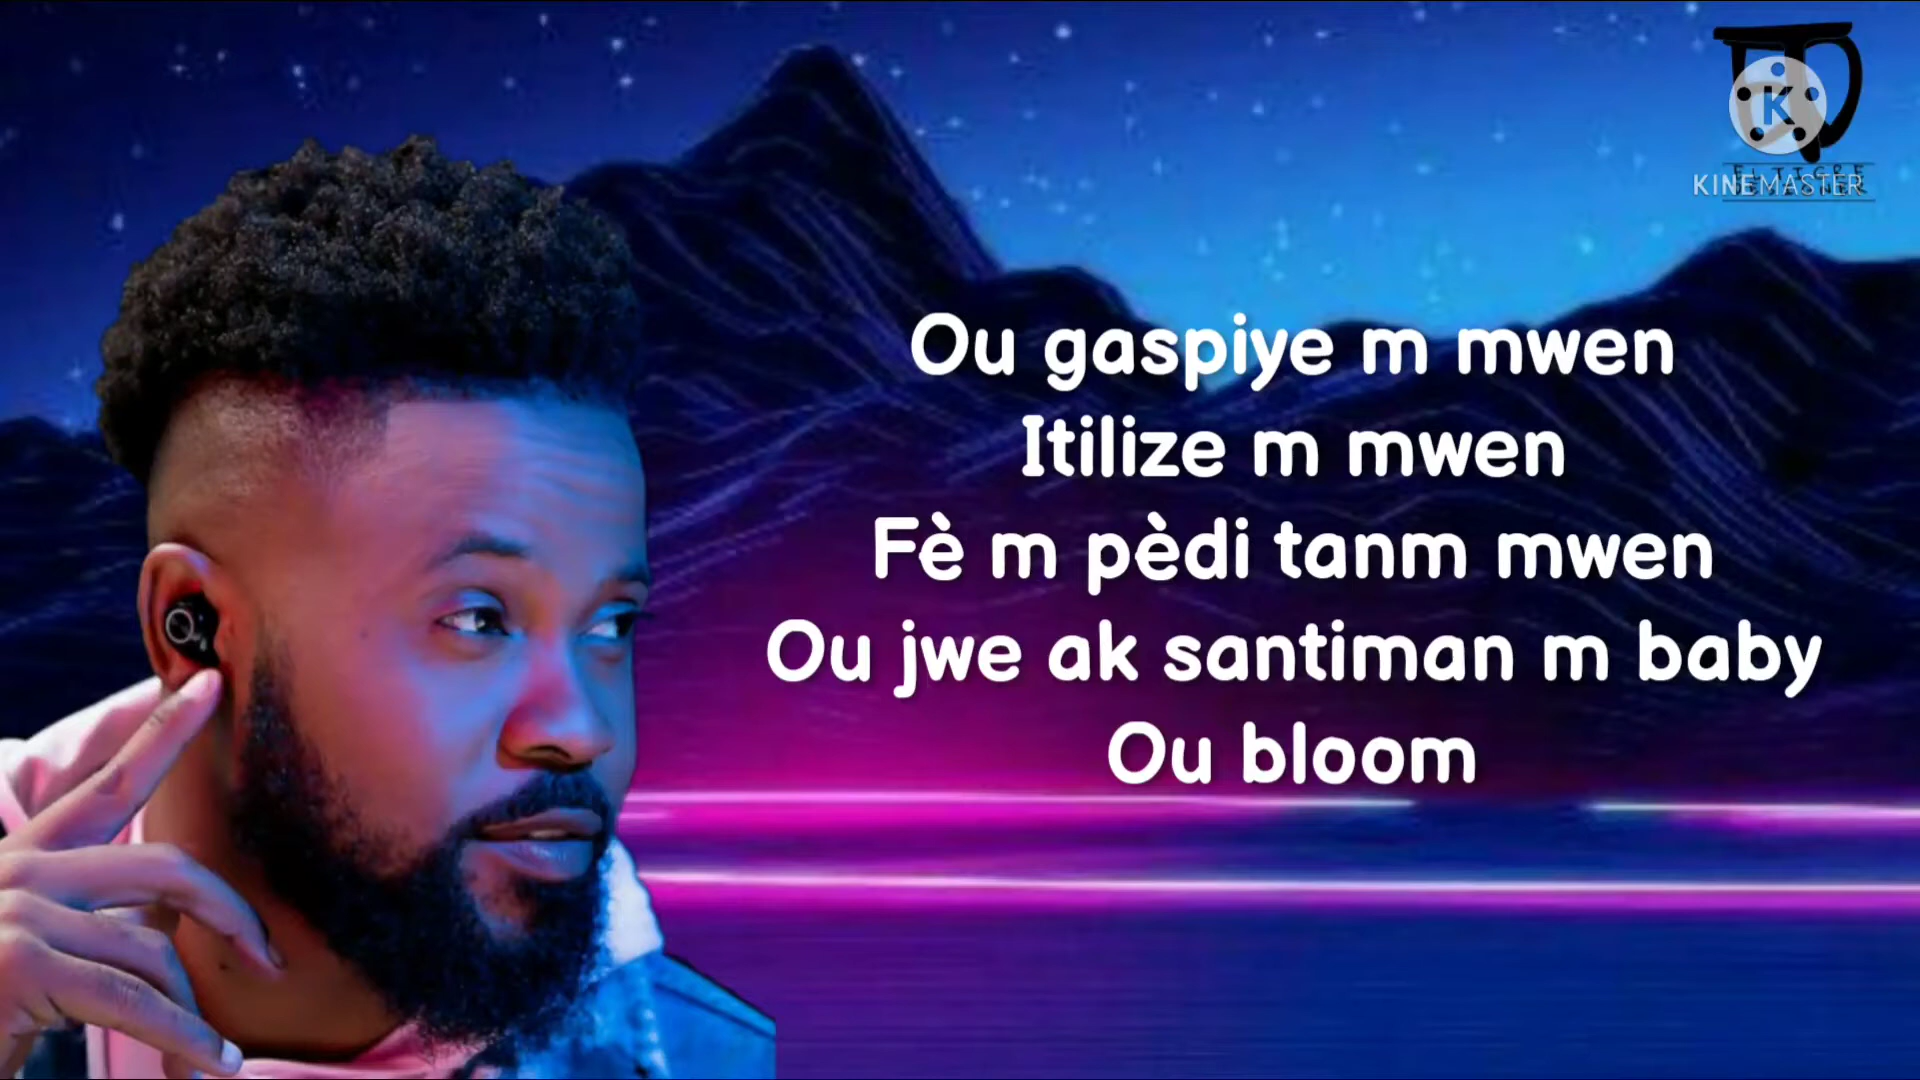 KINEMASTER
Ou gaspiye m mwen
Itilize m mwen
Fè m pèdi tanm mwen
Ou jwe ak santiman m baby
Ou bloom